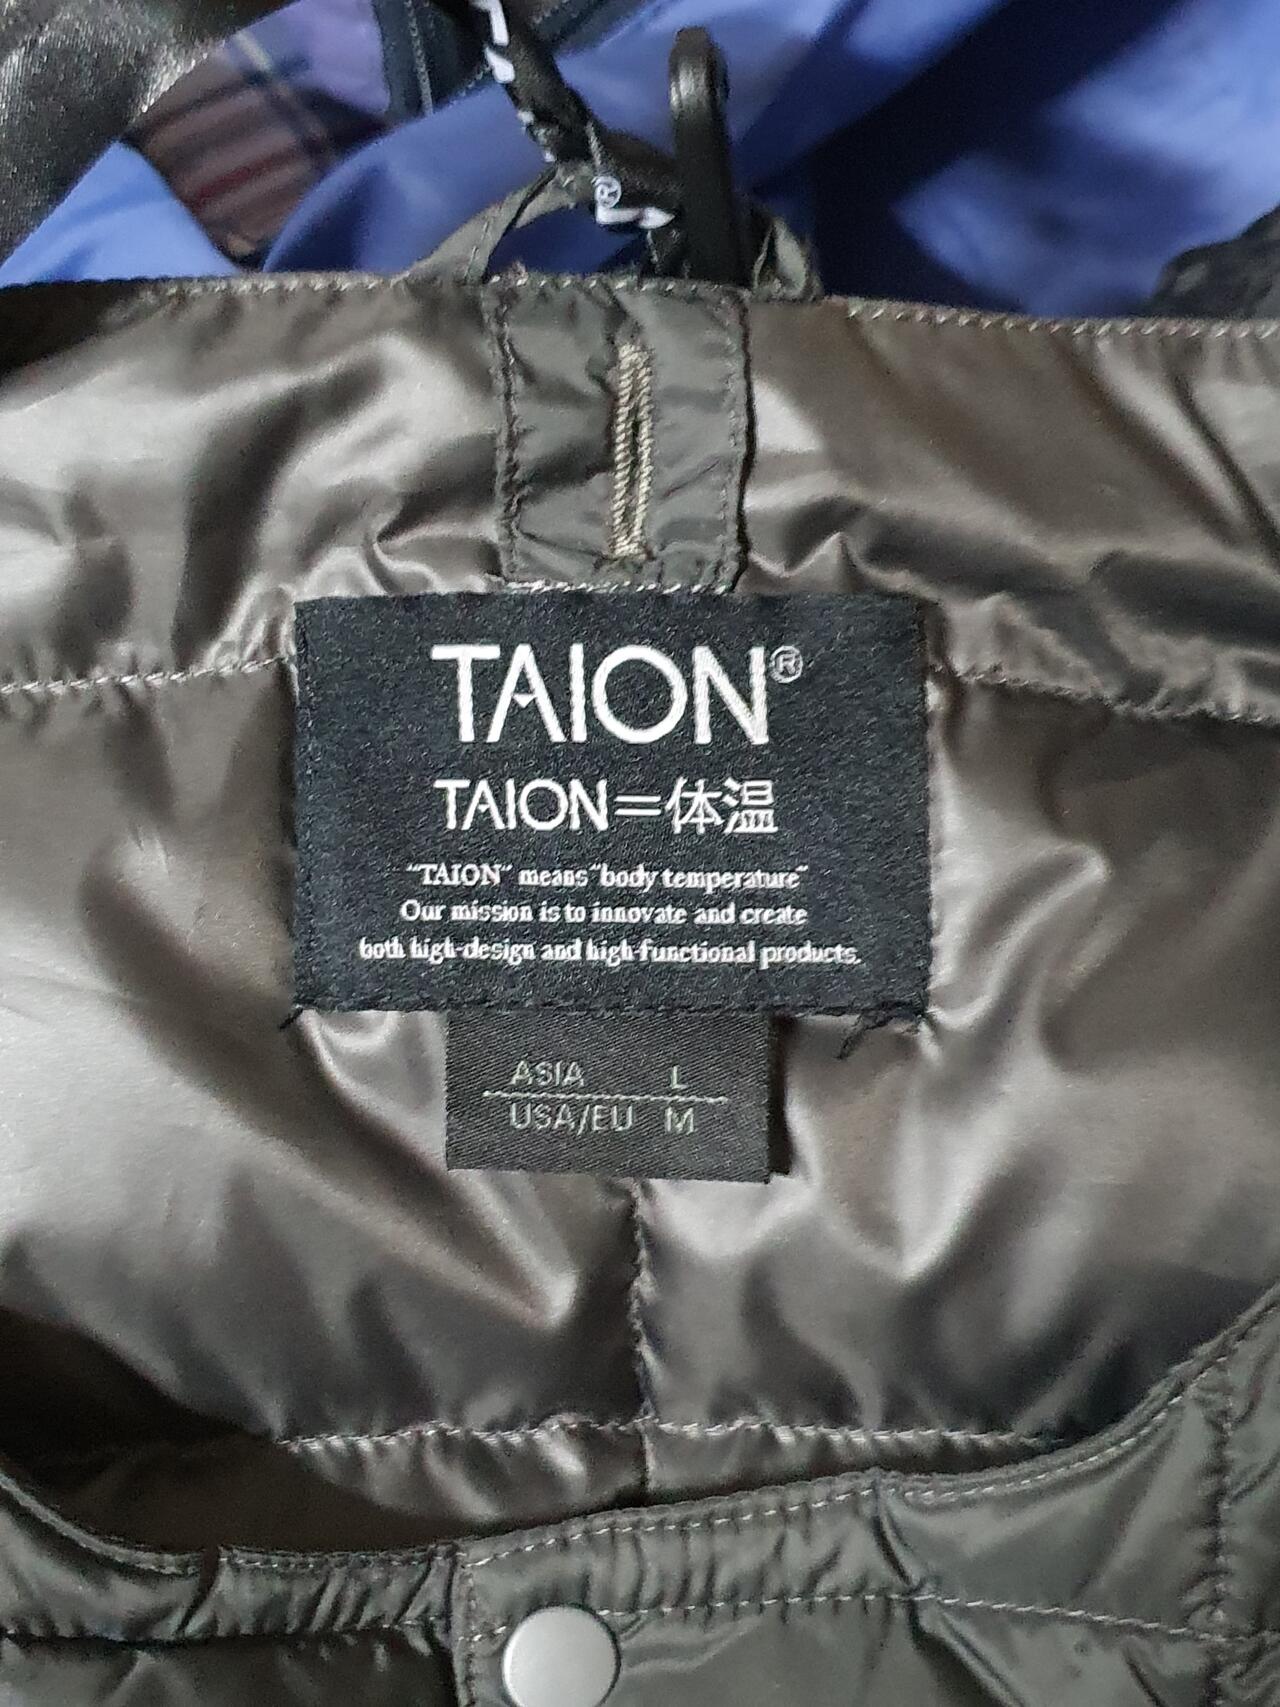 TAION®
TAION=体温
"TAION" means "body temperature"
Our mission is to innovate and create
both high-design and high-functional products.
ASIA L
USA/EU M